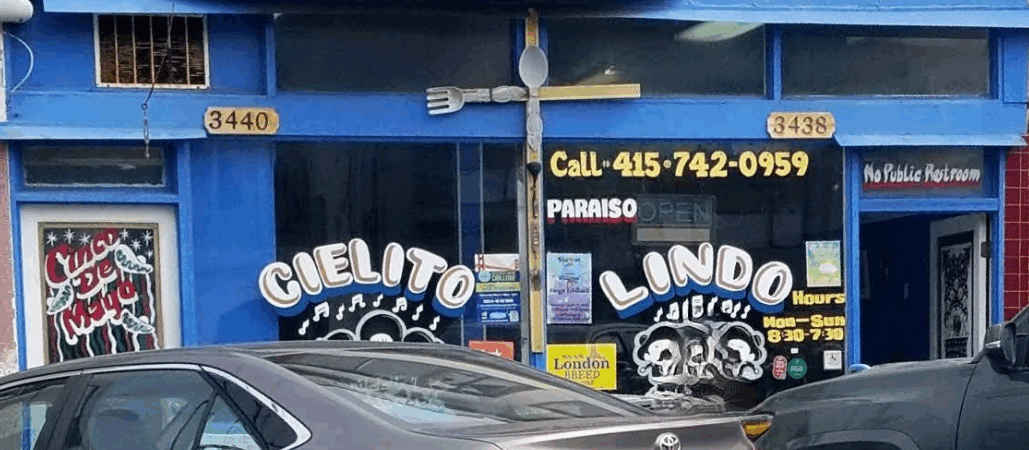 3440
3438
Call 415•742-0959
No Public Restroom
PARAISO
OPEN
Cinco
De
Mayo
CIELITO
LINDO
Hours
Mon-Sun
8:30-7:30
London
BREED